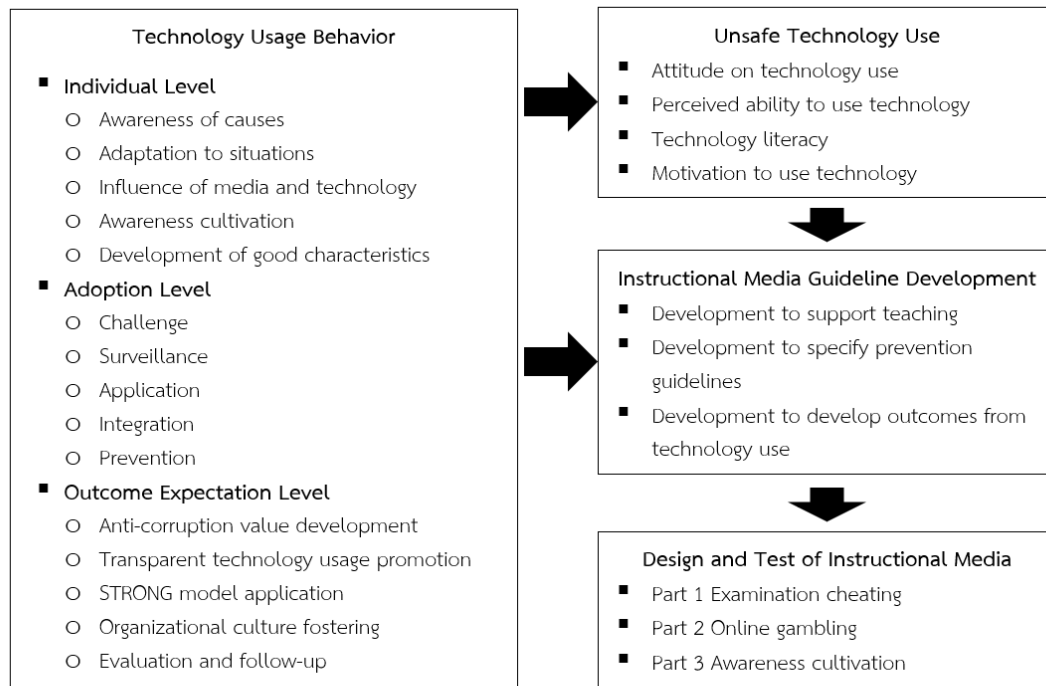 Technology Usage Behavior
▪ Individual Level
o Awareness of causes
o Adaptation to situations
o Influence of media and technology
o Awareness cultivation
o Development of good characteristics
▪ Adoption Level
o Challenge
o Surveillance
o Application
o Integration
o Prevention
▪ Outcome Expectation Level
o Anti-corruption value development
o Transparent technology usage promotion
o STRONG model application
o Organizational culture fostering
o Evaluation and follow-up
Unsafe Technology Use
▪ Attitude on technology use
▪ Perceived ability to use technology
▪ Technology literacy
▪ Motivation to use technology
Instructional Media Guideline Development
▪ Development to support teaching
▪ Development to specify prevention
guidelines
▪ Development to develop outcomes from
technology use
Design and Test of Instructional Media
▪ Part 1 Examination cheating
▪ Part 2 Online gambling
▪ Part 3 Awareness cultivation